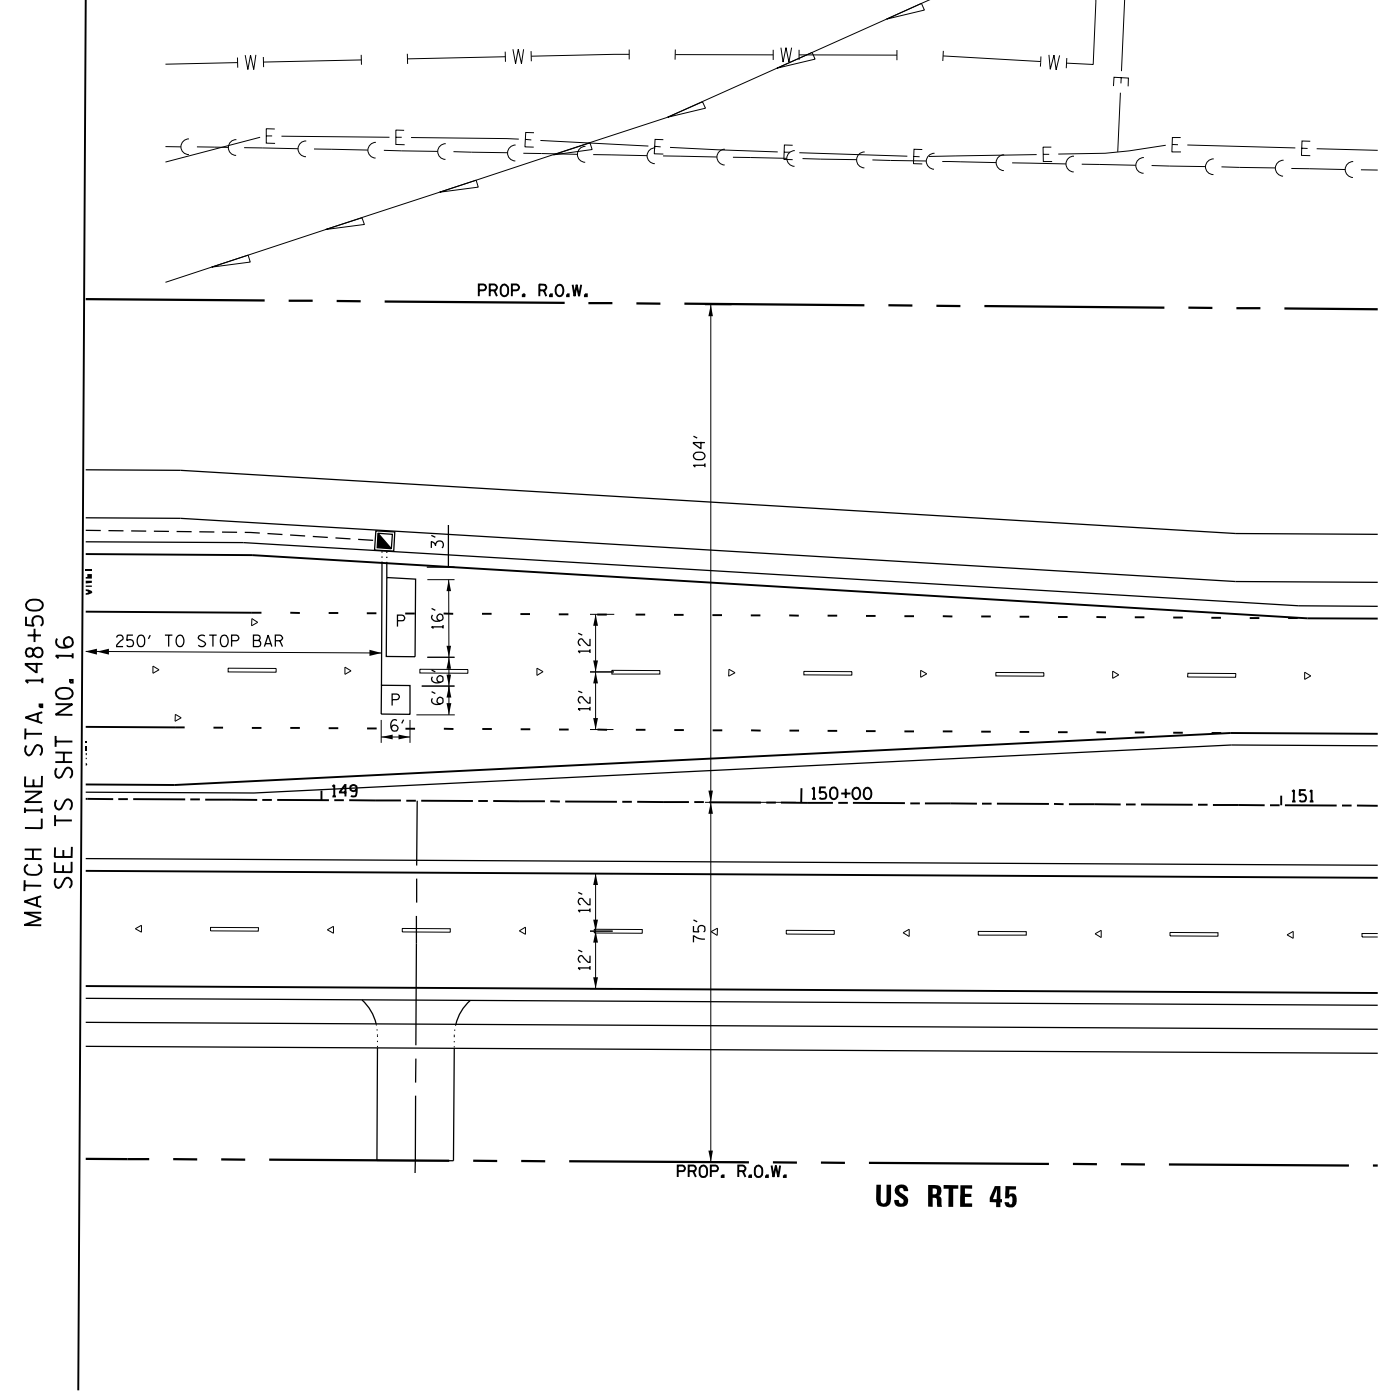 W W W W
E
E E E E E E E E E
PROP. R.O.W.
104'
3'
16'
P
12'
250' TO STOP BAR
6'
P
6'
12'
6'
MATCH LINE STA. 148+50
SEE TS SHT NO. 16
149 150+00 151
12'
75'
12'
PROP. R.O.W.
US RTE 45